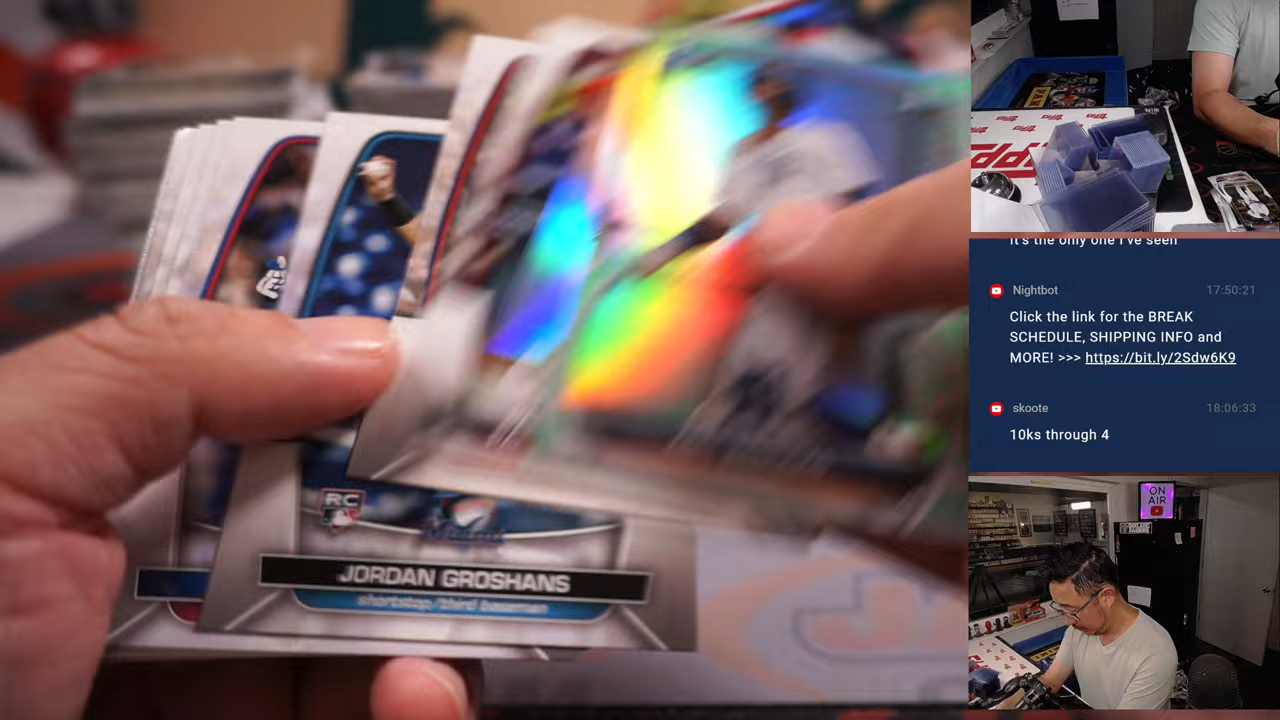 RC
JORDAN GROSHANS
shortstop/third baseman
it's the only one I've seen
Nightbot
17:50:21
Click the link for the BREAK
SCHEDULE, SHIPPING INFO and
MORE! >>> https://bit.ly/2Sdw6K9
skoote
18:06:33
10ks through 4
ON
AIR